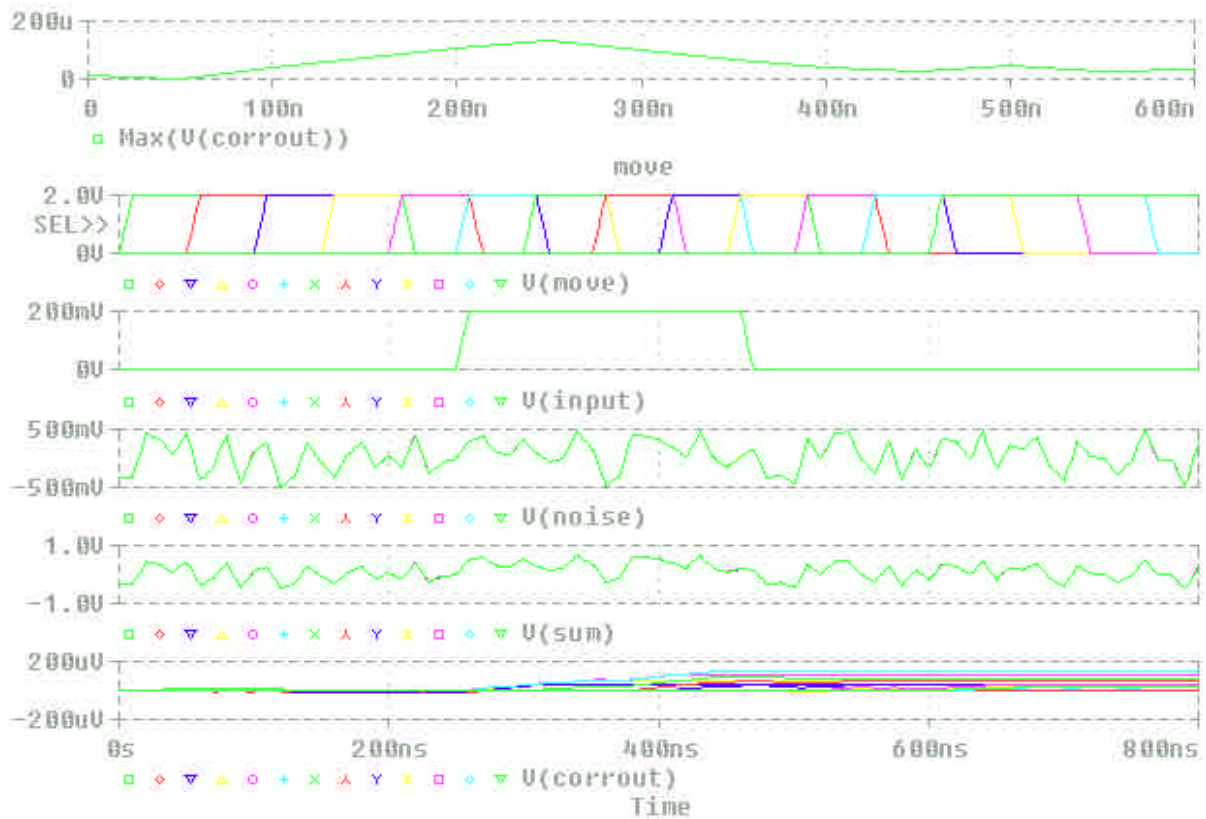 200u
0
0 100n 200n 300n 400n 500n 600n
Max(V(corrout))
move
2.0V
SEL>>
0V
V(move)
200mV
0V
V(input)
500mV
-500mV
V(noise)
1.0V
-1.0V
V(sum)
200uV
-200uV
0s 200ns 400ns 600ns 800ns
V(corrout)
Time